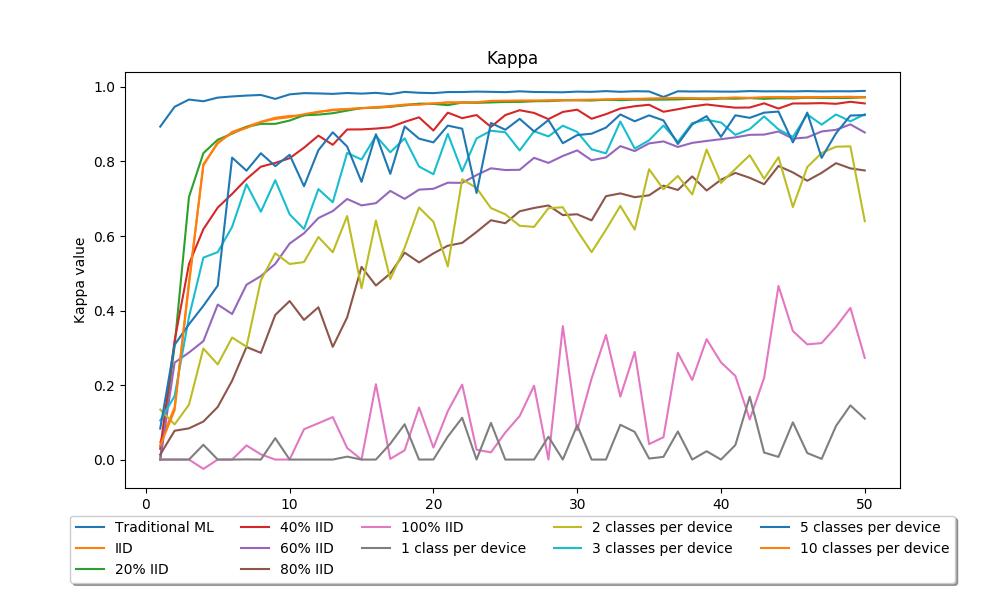 Kappa
Kappa value
1.0
0.8
0.6
0.4
0.2
0.0
0 10 20 30 40 50
Traditional ML 40% IID 100% IID 2 classes per device 5 classes per device
IID 60% IID 1 class per device 3 classes per device 10 classes per device
20% IID 80% IID